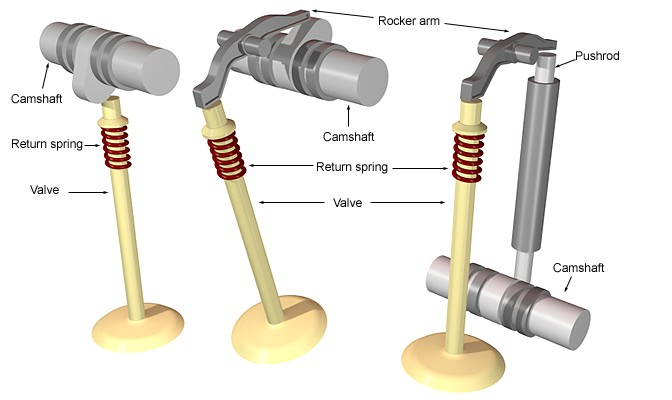 Rocker arm
Pushrod
Camshaft
Camshaft
Return spring
Return spring
Valve
Valve
Camshaft